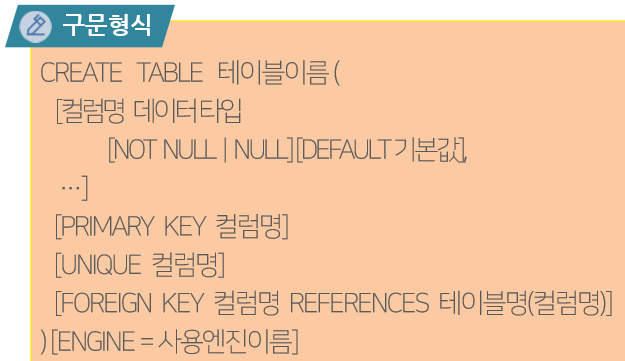 구문형식
CREATE TABLE 테이블이름 (
[컬럼명 데이터 타입
[NOT NULL | NULL][DEFAULT 기본값],
…]
[PRIMARY KEY 컬럼명]
[UNIQUE 컬럼명]
[FOREIGN KEY 컬럼명 REFERENCES 테이블명(컬럼명)]
) [ENGINE = 사용엔진이름]